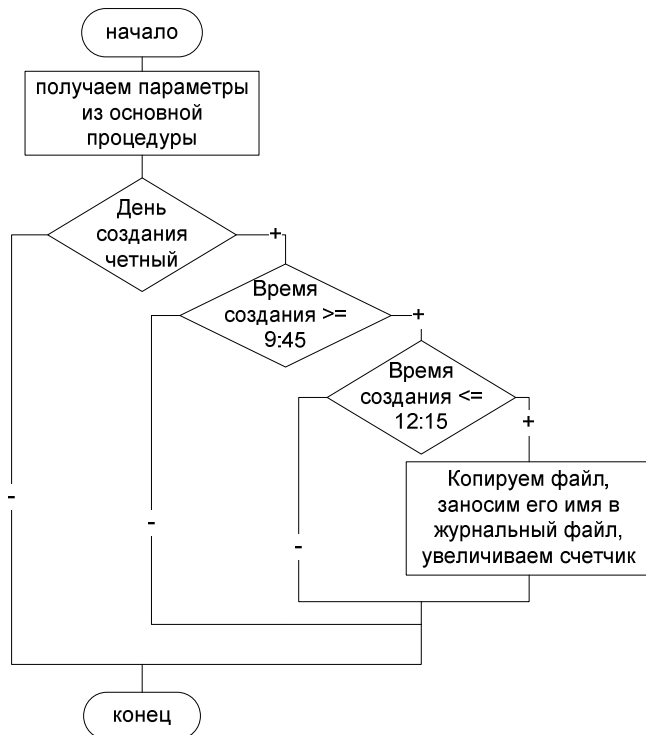 начало
получаем параметры
из основной
процедуры
День
создания
четный
+
Время
создания >=
9:45
+
Время
создания <=
12:15
+
Копируем файл,
заносим его имя в
журнальный файл,
увеличиваем счетчик
-
-
-
конец